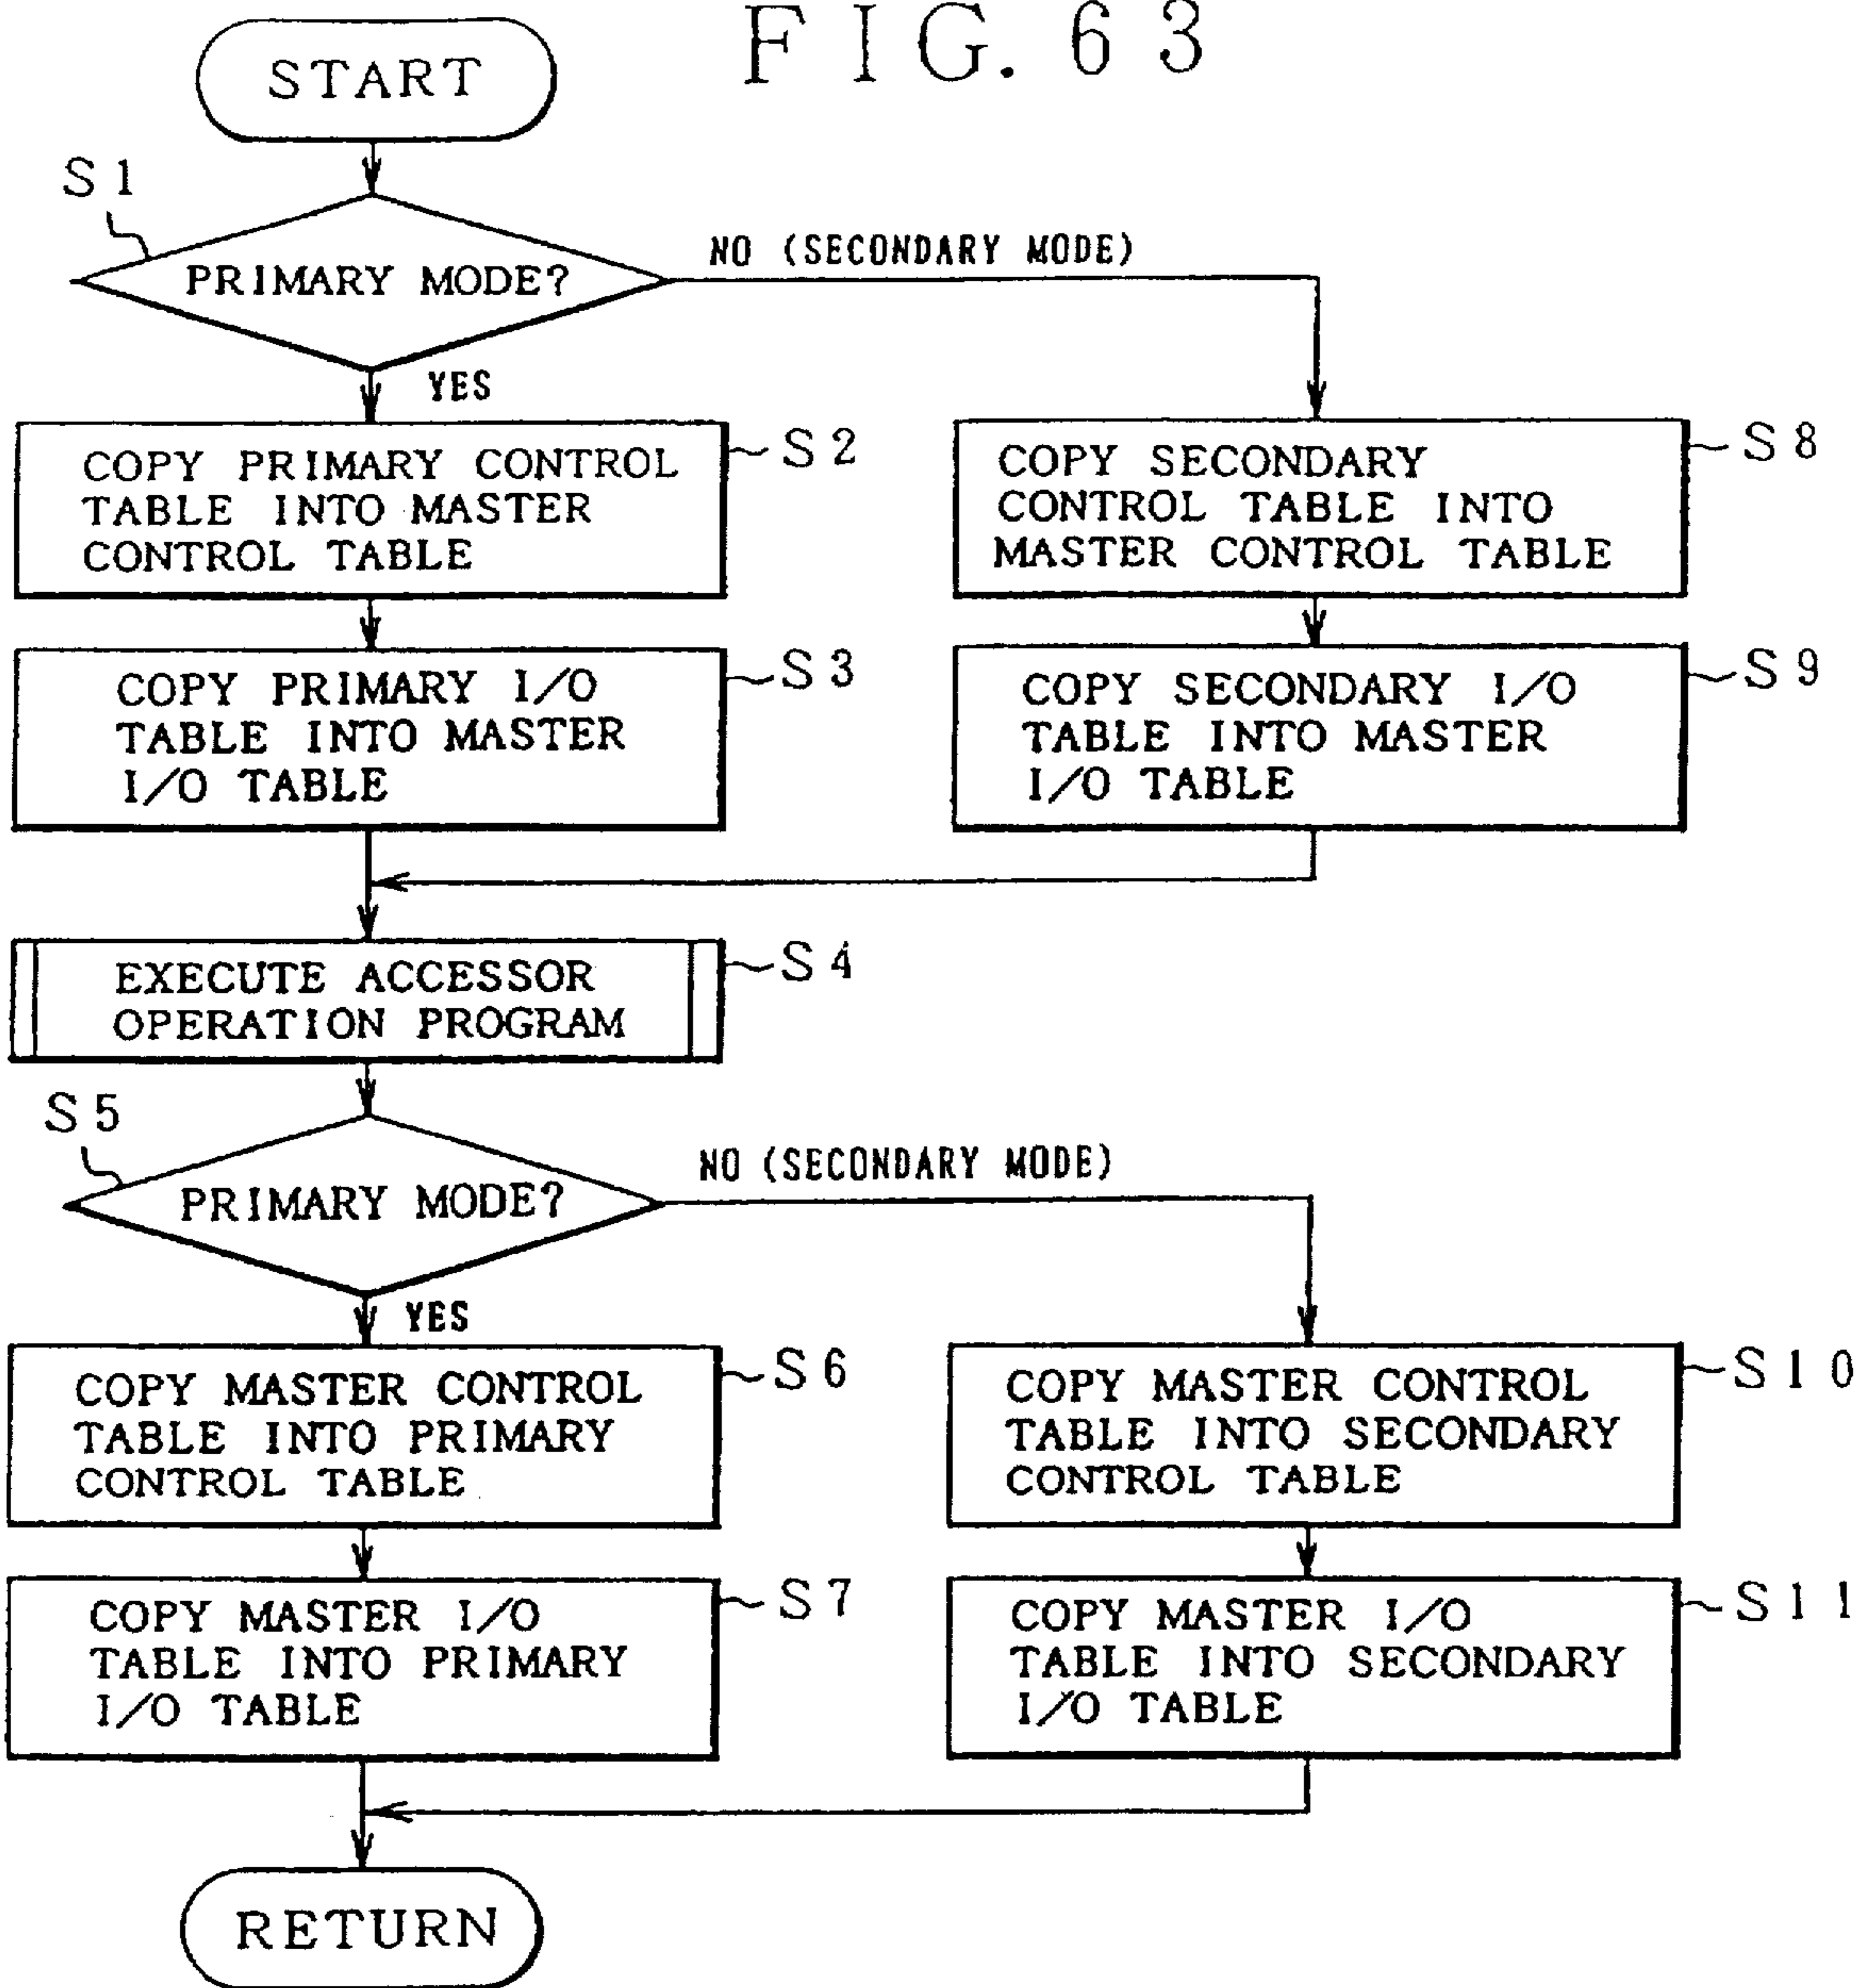 FIG. 63
START
S1
PRIMARY MODE?
NO (SECONDARY MODE)
YES
COPY PRIMARY CONTROL
TABLE INTO MASTER
CONTROL TABLE
S2
COPY SECONDARY
CONTROL TABLE INTO
MASTER CONTROL TABLE
S8
COPY PRIMARY I/O
TABLE INTO MASTER
I/O TABLE
S3
COPY SECONDARY I/O
TABLE INTO MASTER
I/O TABLE
S9
EXECUTE ACCESSOR
OPERATION PROGRAM
S4
S5
PRIMARY MODE?
NO (SECONDARY MODE)
YES
COPY MASTER CONTROL
TABLE INTO PRIMARY
CONTROL TABLE
S6
COPY MASTER CONTROL
TABLE INTO SECONDARY
CONTROL TABLE
S10
COPY MASTER I/O
TABLE INTO PRIMARY
I/O TABLE
S7
COPY MASTER I/O
TABLE INTO SECONDARY
I/O TABLE
S11
RETURN